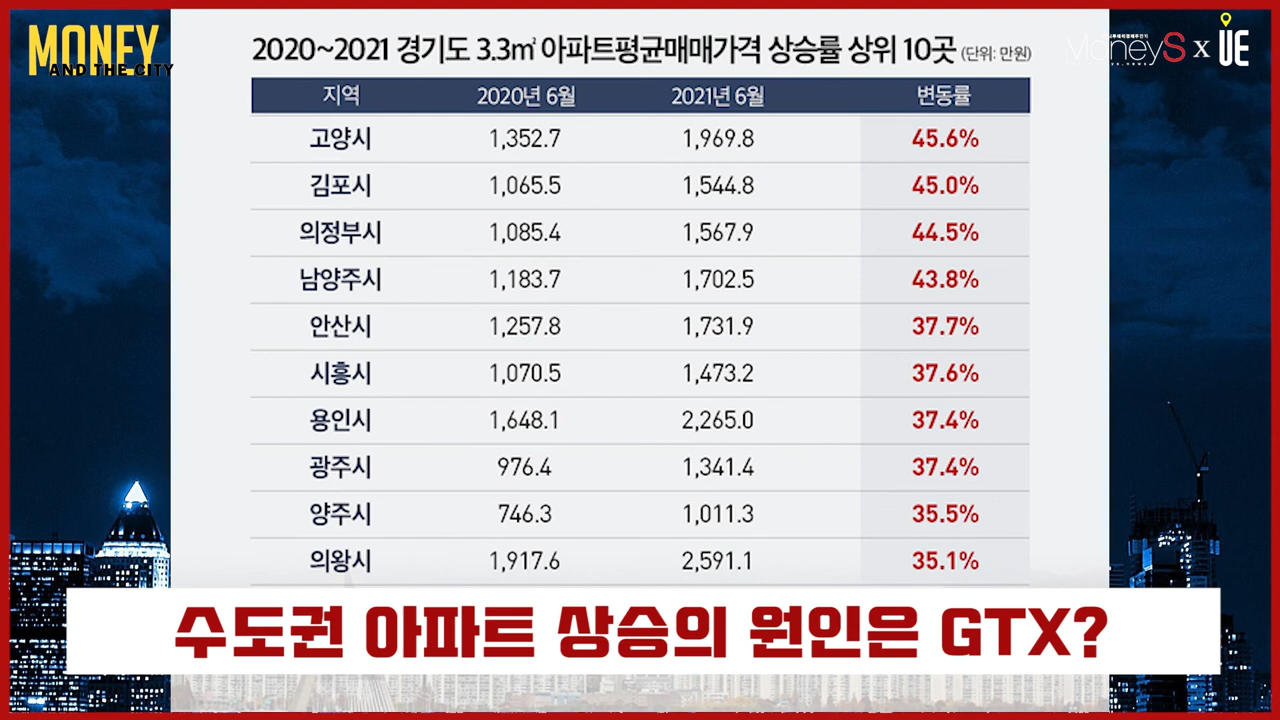 MONEY
AND THE CITY
MoneyS x UE
2020~2021 경기도 3.3㎡ 아파트평균매매가격 상승률 상위 10곳 (단위: 만원)
지역 2020년 6월 2021년 6월 변동률
고양시 1,352.7 1,969.8 45.6%
김포시 1,065.5 1,544.8 45.0%
의정부시 1,085.4 1,567.9 44.5%
남양주시 1,183.7 1,702.5 43.8%
안산시 1,257.8 1,731.9 37.7%
시흥시 1,070.5 1,473.2 37.6%
용인시 1,648.1 2,265.0 37.4%
광주시 976.4 1,341.4 37.4%
양주시 746.3 1,011.3 35.5%
의왕시 1,917.6 2,591.1 35.1%
수도권 아파트 상승의 원인은 GTX?